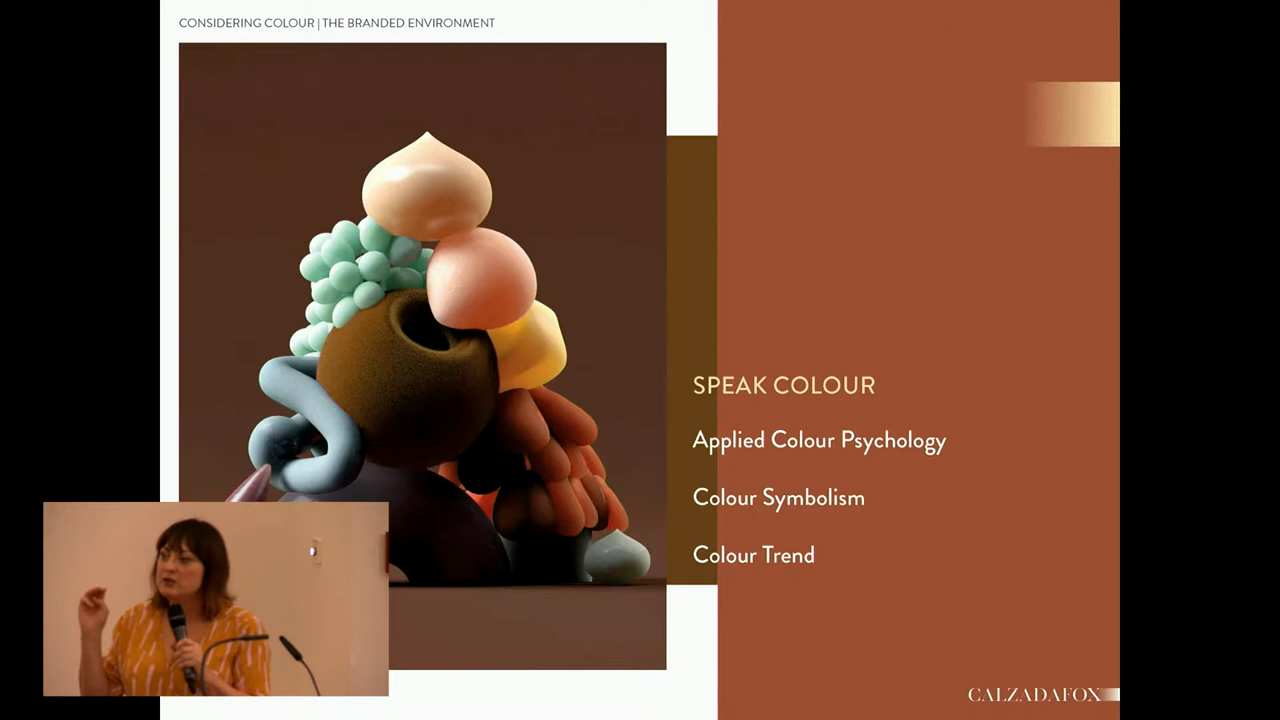 CONSIDERING COLOUR | THE BRANDED ENVIRONMENT
SPEAK COLOUR
Applied Colour Psychology
Colour Symbolism
Colour Trend
CALZADAFOX